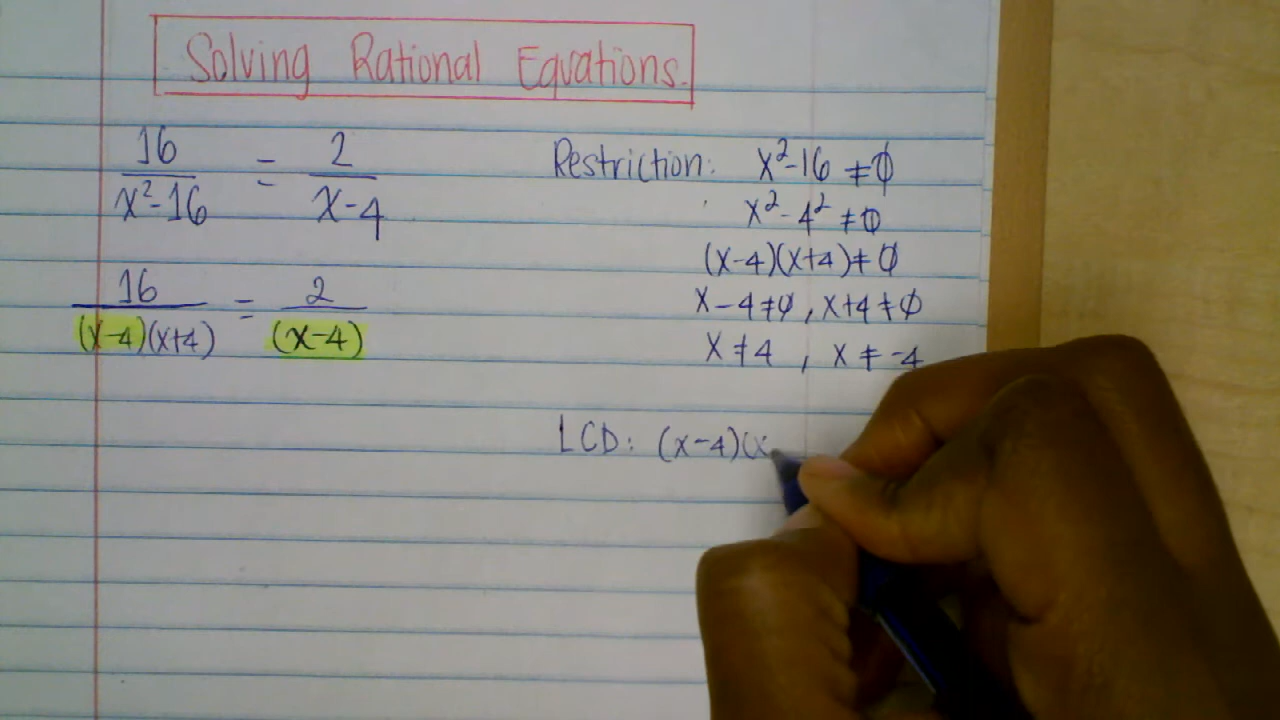 Solving Rational Equations.
16/(x²-16) = 2/(x-4)
16/((x-4)(x+4)) = 2/(x-4)
Restriction: x²-16 ≠ 0
x² - 4² ≠ 0
(x-4)(x+4) ≠ 0
x-4 ≠ 0, x+4 ≠ 0
x ≠ 4, x ≠ -4
LCD: (x-4)(x